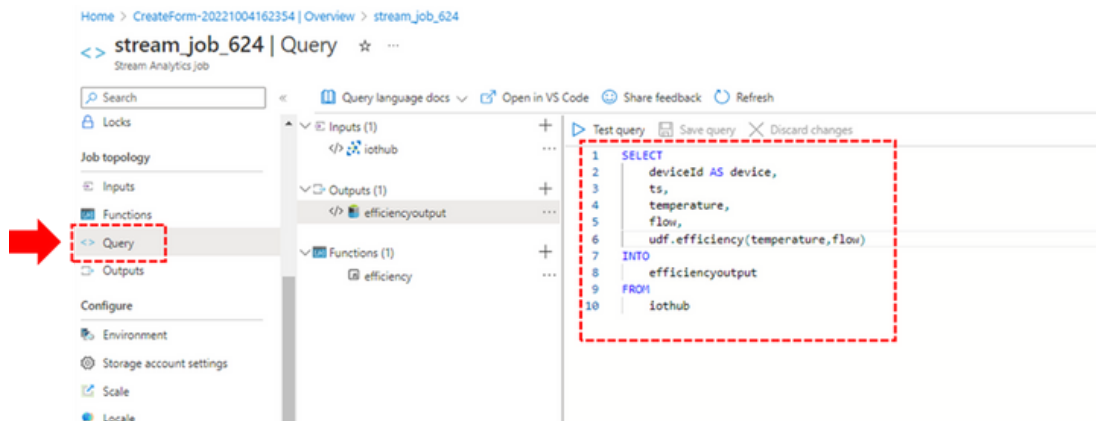 Home > CreateForm-20221004162354 | Overview > stream_job_624
<> stream_job_624 | Query ☆ ...
Stream Analytics job
Search
«
Query language docs
Open in VS Code
Share feedback
Refresh
Locks
Job topology
Inputs
Functions
<> Query
Outputs
Configure
Environment
Storage account settings
Scale
Locale
Inputs (1) +
</> iothub ...
Outputs (1) +
</> efficiencyoutput ...
Functions (1) +
efficiency ...
Test query Save query Discard changes
1 SELECT
2 deviceId AS device,
3 ts,
4 temperature,
5 flow,
6 udf.efficiency(temperature,flow)
7 INTO
8 efficiencyoutput
9 FROM
10 iothub